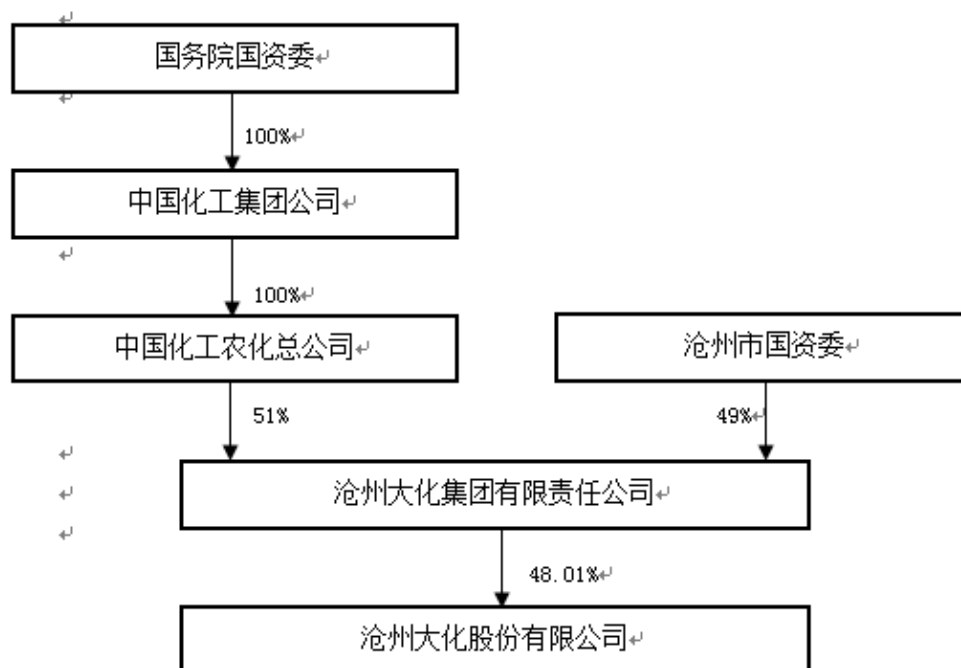 国务院国资委
100%
中国化工集团公司
100%
中国化工农化总公司
沧州市国资委
51%
49%
沧州大化集团有限责任公司
48.01%
沧州大化股份有限公司